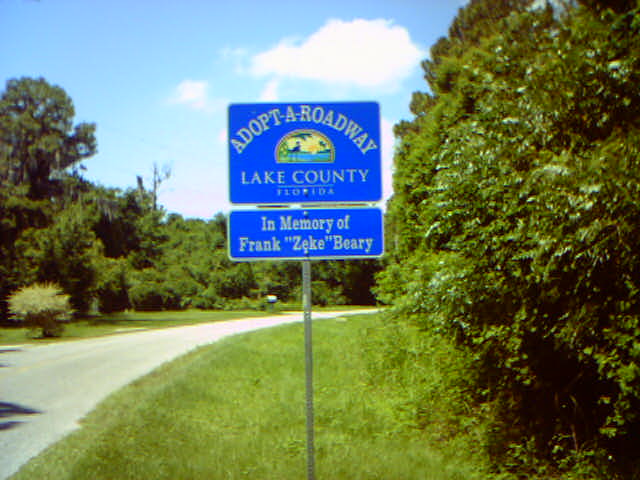 ADOPT-A-ROADWAY
LAKE COUNTY
FLORIDA
In Memory of
Frank "Zeke" Beary